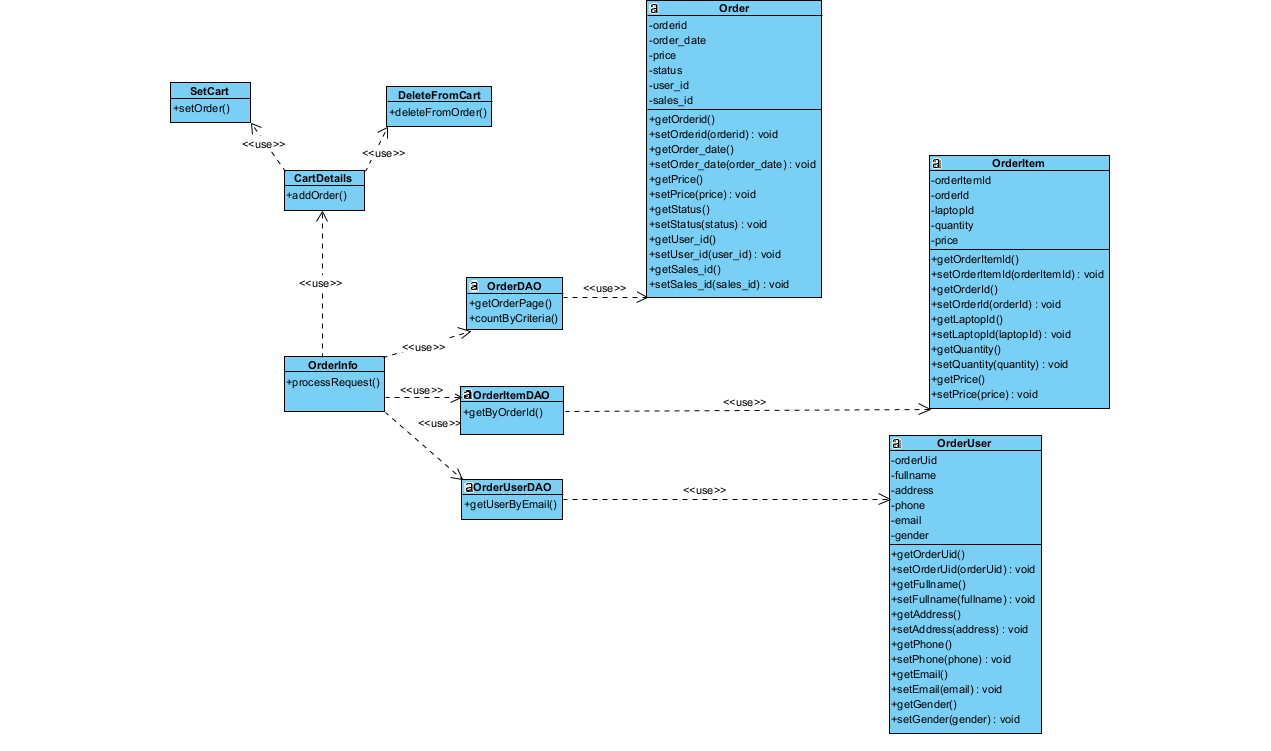 Order
-orderid
-order_date
-price
-status
-user_id
-sales_id
+getOrderid()
+setOrderid(orderid) : void
+getOrder_date()
+setOrder_date(order_date) : void
+getPrice()
+setPrice(price) : void
+getStatus()
+setStatus(status) : void
+getUser_id()
+setUser_id(user_id) : void
+getSales_id()
+setSales_id(sales_id) : void
SetCart
+setOrder()
DeleteFromCart
+deleteFromOrder()
<<use>>
<<use>>
CartDetails
+addOrder()
<<use>>
OrderItem
-orderItemId
-orderId
-laptopId
-quantity
-price
+getOrderItemId()
+setOrderItemId(orderItemId) : void
+getOrderId()
+setOrderId(orderId) : void
+getLaptopId()
+setLaptopId(laptopId) : void
+getQuantity()
+setQuantity(quantity) : void
+getPrice()
+setPrice(price) : void
a OrderDAO
+getOrderPage()
+countByCriteria()
<<use>>
<<use>>
OrderInfo
+processRequest()
<<use>>
aOrderItemDAO
+getByOrderId()
<<use>>
<<use>>
aOrderUserDAO
+getUserByEmail()
<<use>>
a OrderUser
-orderUid
-fullname
-address
-phone
-email
-gender
+getOrderUid()
+setOrderUid(orderUid) : void
+getFullname()
+setFullname(fullname) : void
+getAddress()
+setAddress(address) : void
+getPhone()
+setPhone(phone) : void
+getEmail()
+setEmail(email) : void
+getGender()
+setGender(gender) : void